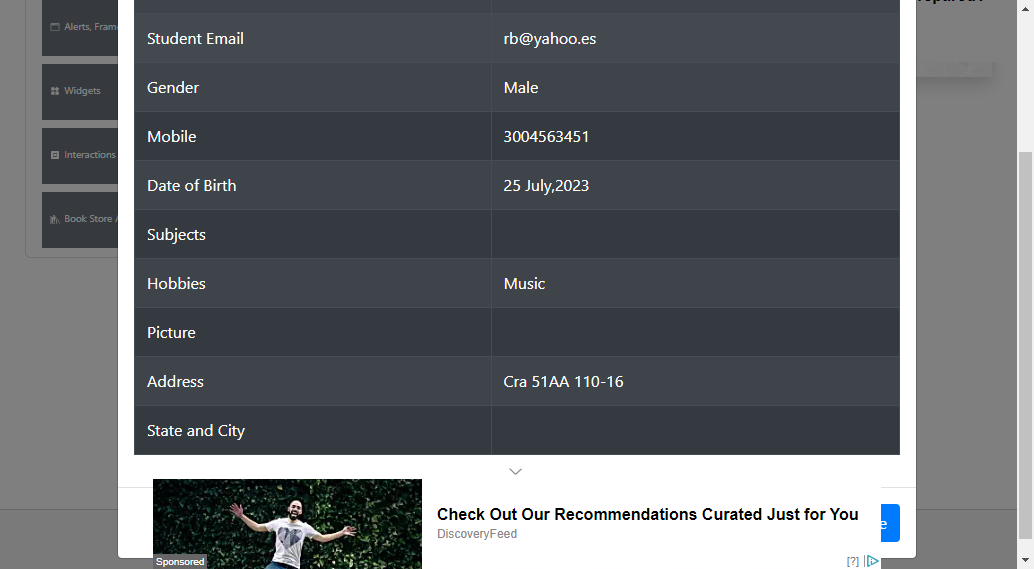 Alerts, Fram
Student Email rb@yahoo.es
Gender Male
Widgets
Mobile 3004563451
Interactions
Date of Birth 25 July,2023
Book Store A
Subjects
Hobbies Music
Picture
Address Cra 51AA 110-16
State and City
Check Out Our Recommendations Curated Just for You
e
DiscoveryFeed
Sponsored
[?]